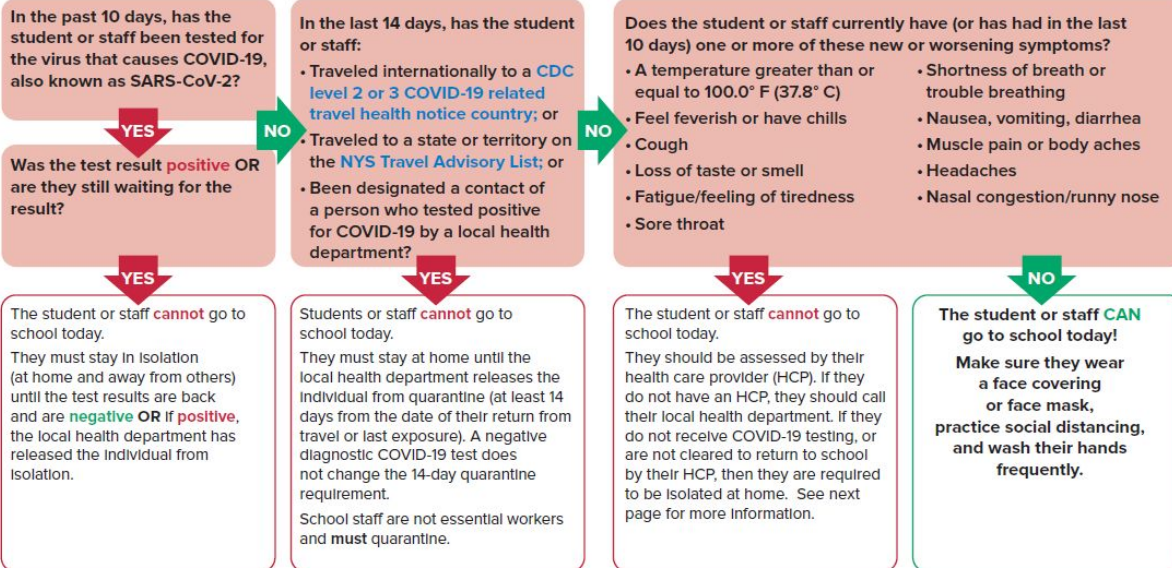 In the past 10 days, has the
student or staff been tested for
the virus that causes COVID-19,
also known as SARS-CoV-2?
YES
NO
Was the test result positive OR
are they still waiting for the
result?
YES
The student or staff cannot go to
school today.
They must stay in isolation
(at home and away from others)
until the test results are back
and are negative OR if positive,
the local health department has
released the individual from
isolation.
In the last 14 days, has the student
or staff:
• Traveled internationally to a CDC
level 2 or 3 COVID-19 related
travel health notice country; or
• Traveled to a state or territory on
the NYS Travel Advisory List; or
• Been designated a contact of
a person who tested positive
for COVID-19 by a local health
department?
NO
YES
Students or staff cannot go to
school today.
They must stay at home until the
local health department releases the
individual from quarantine (at least 14
days from the date of their return from
travel or last exposure). A negative
diagnostic COVID-19 test does
not change the 14-day quarantine
requirement.
School staff are not essential workers
and must quarantine.
Does the student or staff currently have (or has had in the last
10 days) one or more of these new or worsening symptoms?
• A temperature greater than or
equal to 100.0° F (37.8° C)
• Feel feverish or have chills
• Cough
• Loss of taste or smell
• Fatigue/feeling of tiredness
• Sore throat
• Shortness of breath or
trouble breathing
• Nausea, vomiting, diarrhea
• Muscle pain or body aches
• Headaches
• Nasal congestion/runny nose
YES
The student or staff cannot go to
school today.
They should be assessed by their
health care provider (HCP). If they
do not have an HCP, they should call
their local health department. If they
do not receive COVID-19 testing, or
are not cleared to return to school
by their HCP, then they are required
to be isolated at home. See next
page for more information.
NO
The student or staff CAN
go to school today!
Make sure they wear
a face covering
or face mask,
practice social distancing,
and wash their hands
frequently.